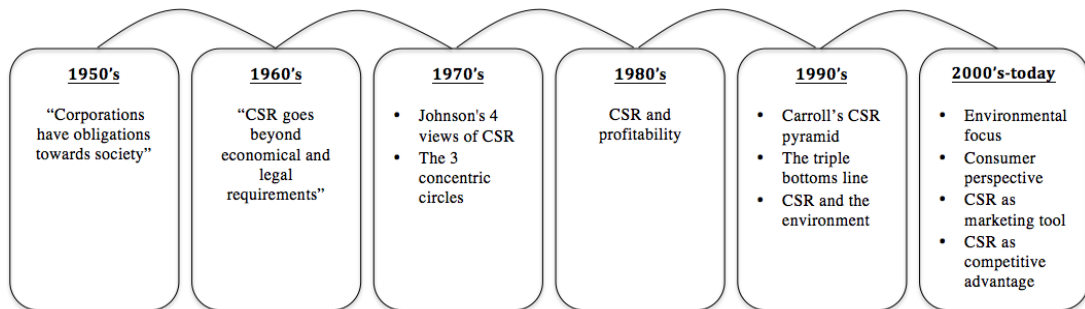 1950's
“Corporations
have obligations
towards society”
1960's
“CSR goes
beyond
economical and
legal
requirements”
1970's
• Johnson's 4
views of CSR
• The 3
concentric
circles
1980's
CSR and
profitability
1990's
• Carroll's CSR
pyramid
• The triple
bottoms line
• CSR and the
environment
2000's-today
• Environmental
focus
• Consumer
perspective
• CSR as
marketing tool
• CSR as
competitive
advantage